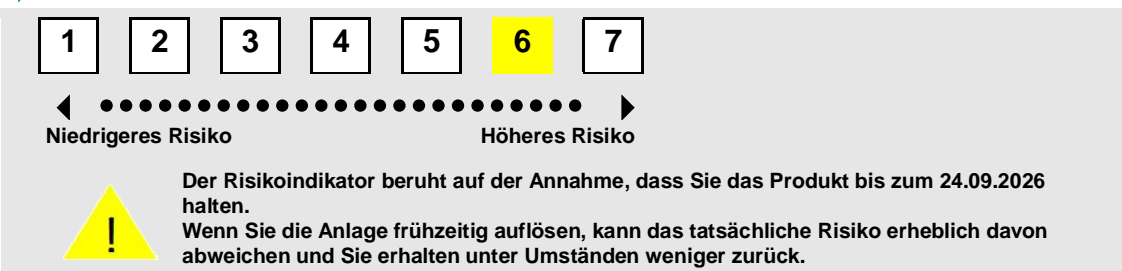 1 2 3 4 5 6 7
Niedrigeres Risiko Höheres Risiko
Der Risikoindikator beruht auf der Annahme, dass Sie das Produkt bis zum 24.09.2026
halten.
!
Wenn Sie die Anlage frühzeitig auflösen, kann das tatsächliche Risiko erheblich davon
abweichen und Sie erhalten unter Umständen weniger zurück.